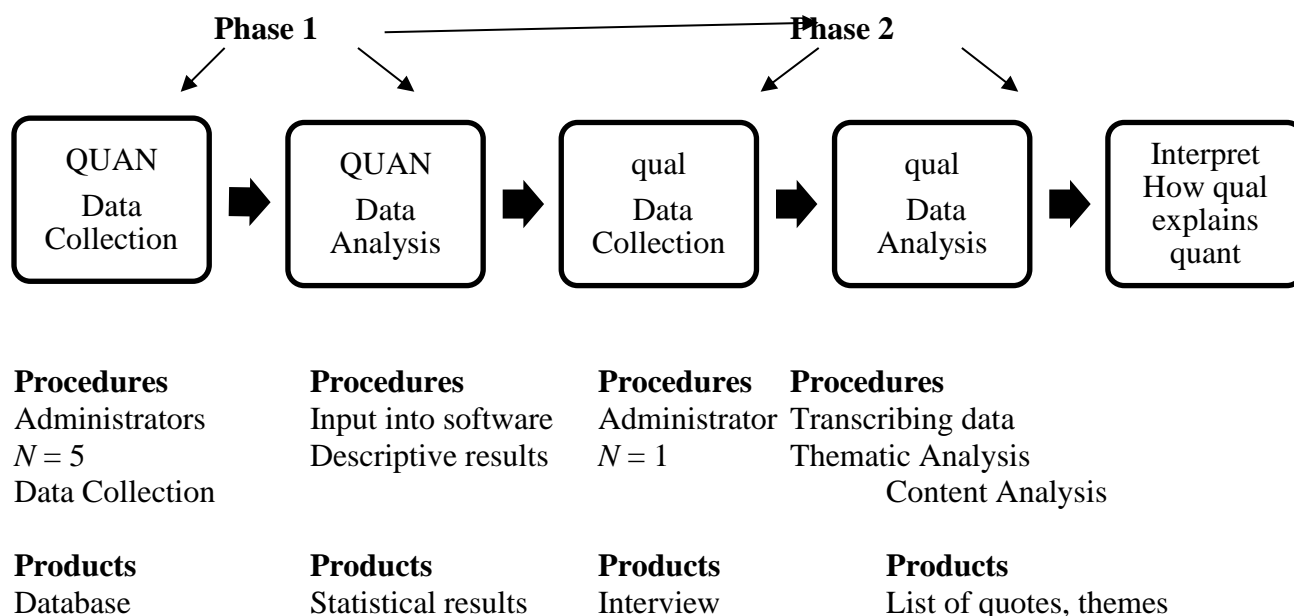 Phase 1
Phase 2
QUAN
Data
Collection
QUAN
Data
Analysis
qual
Data
Collection
qual
Data
Analysis
Interpret
How qual
explains
quant
Procedures
Administrators
N = 5
Data Collection
Procedures
Input into software
Descriptive results
Procedures
Administrator
N = 1
Procedures
Transcribing data
Thematic Analysis
Content Analysis
Products
Database
Products
Statistical results
Products
Interview
Products
List of quotes, themes